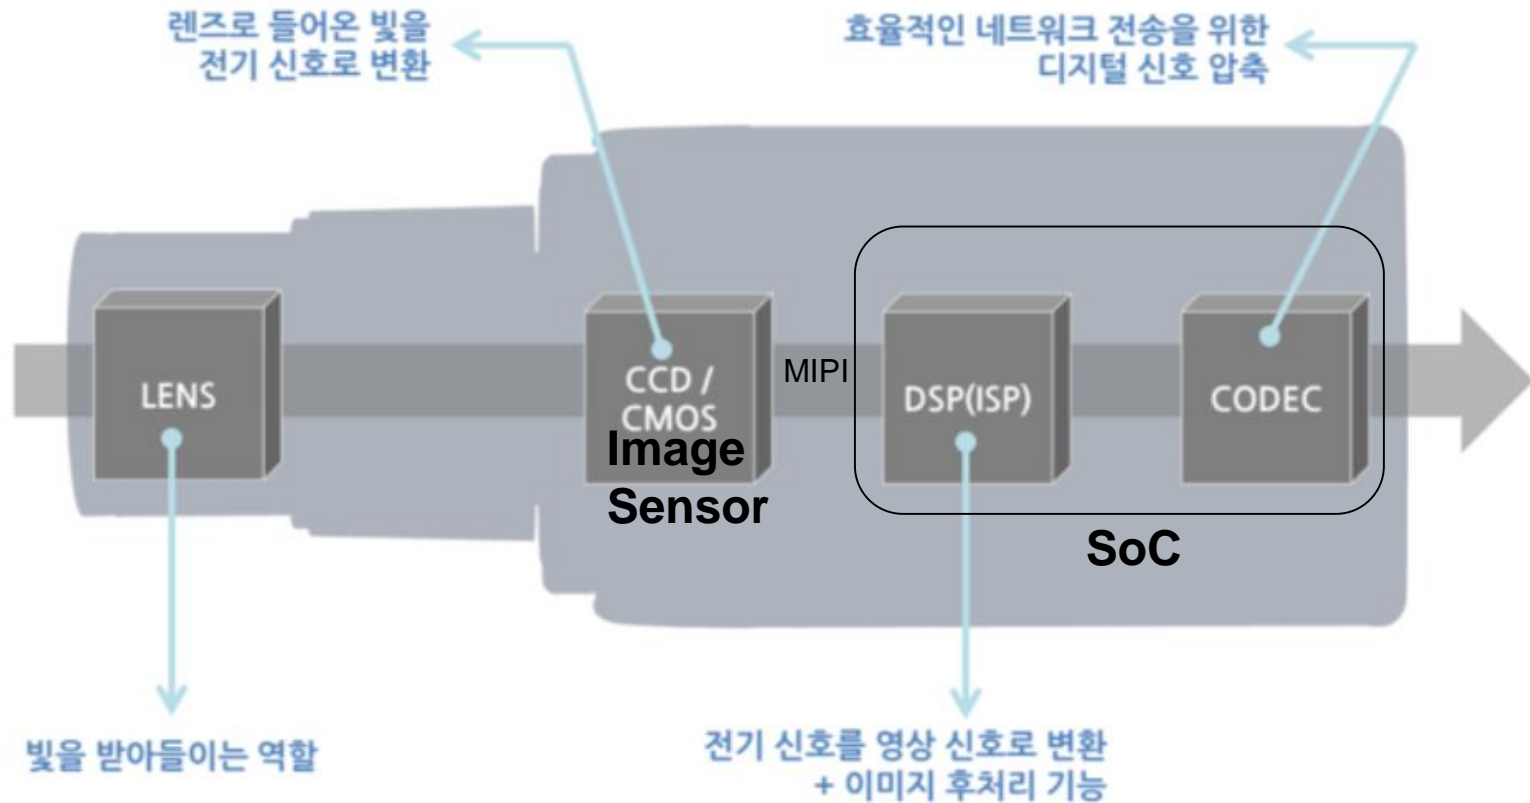 렌즈로 들어온 빛을
전기 신호로 변환
효율적인 네트워크 전송을 위한
디지털 신호 압축
LENS
CCD /
CMOS
Image
Sensor
MIPI
DSP(ISP)
CODEC
SoC
빛을 받아들이는 역할
전기 신호를 영상 신호로 변환
+ 이미지 후처리 기능